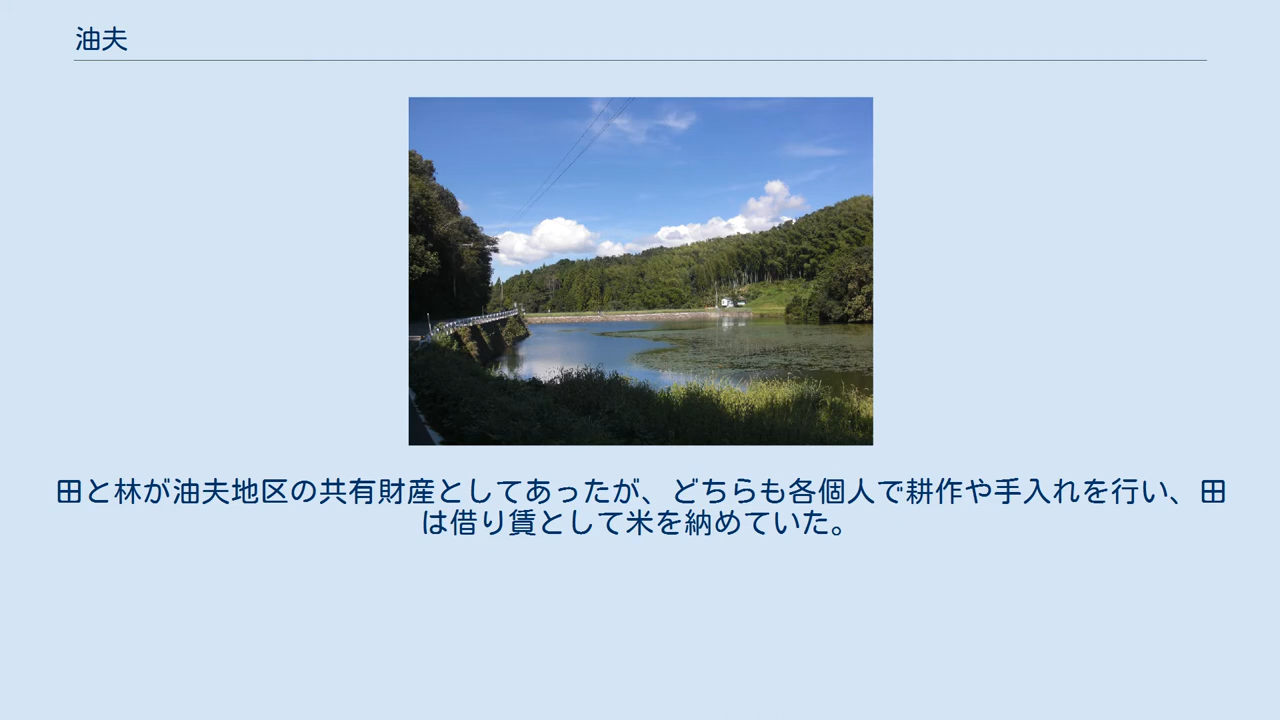 油夫
田と林が油夫地区の共有財産としてあったが、どちらも各個人で耕作や手入れを行い、田
は借り賃として米を納めていた。